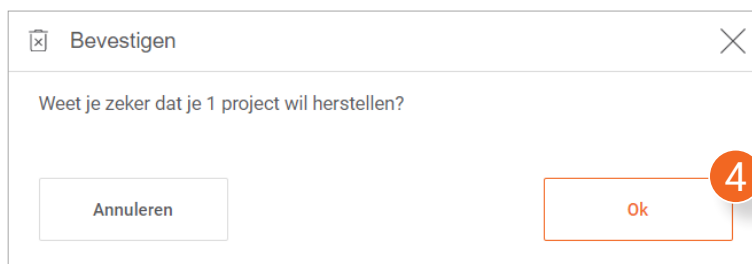 Bevestigen
Weet je zeker dat je 1 project wil herstellen?
4
Annuleren
Ok